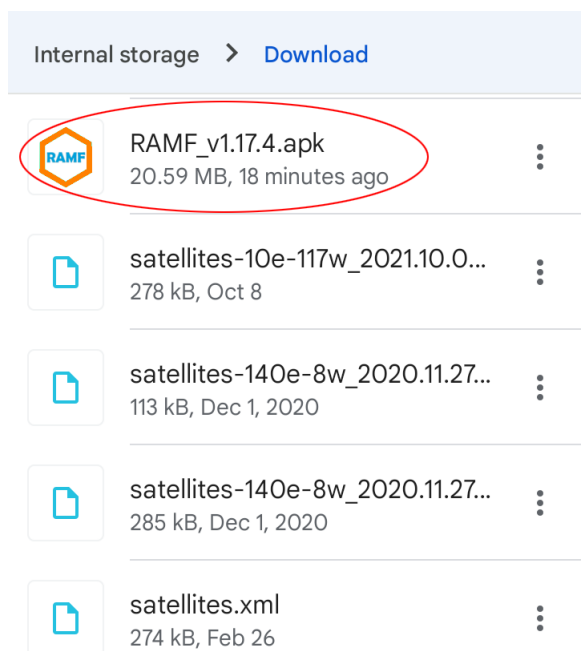 Internal storage > Download
RAMF
RAMF_v1.17.4.apk
20.59 MB, 18 minutes ago
satellites-10e-117w_2021.10.0...
278 kB, Oct 8
satellites-140e-8w_2020.11.27...
113 kB, Dec 1, 2020
satellites-140e-8w_2020.11.27...
285 kB, Dec 1, 2020
satellites.xml
274 kB, Feb 26